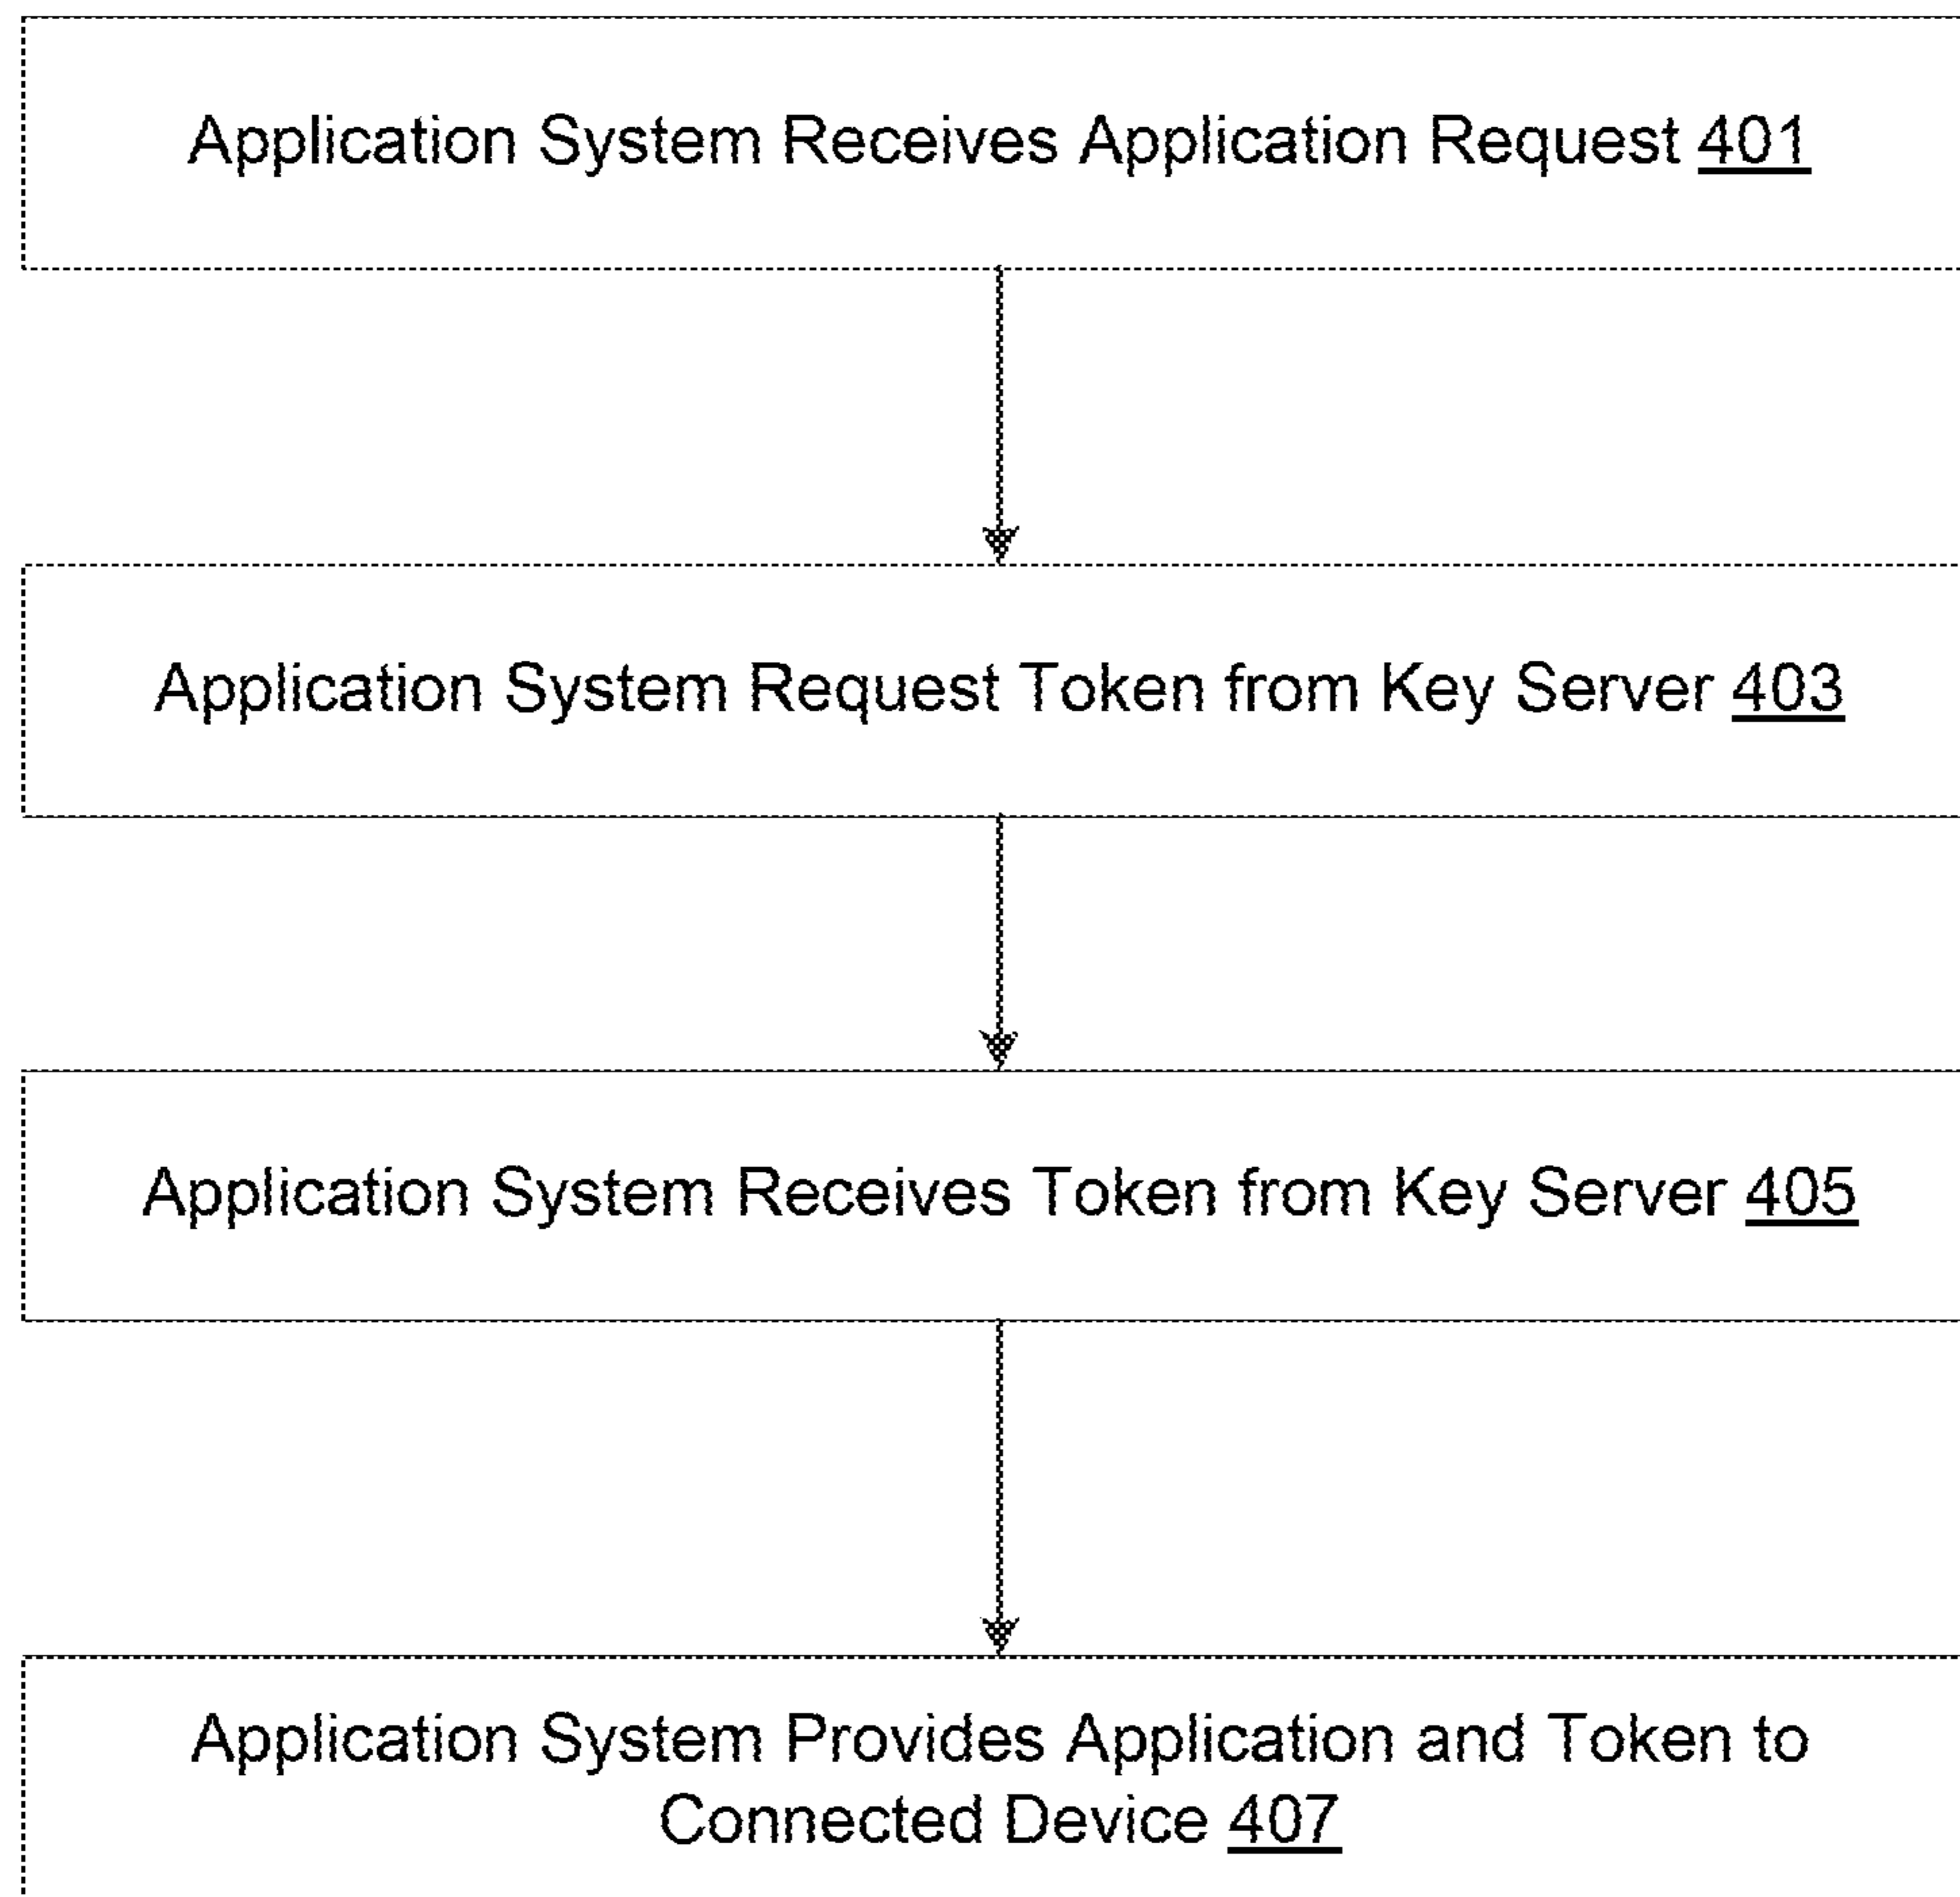 Application System Receives Application Request 401
Application System Request Token from Key Server 403
Application System Receives Token from Key Server 405
Application System Provides Application and Token to
Connected Device 407